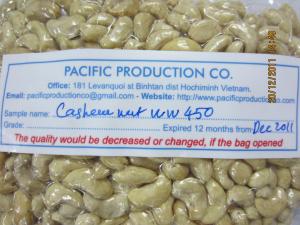 PACIFIC PRODUCTION CO.
Office: 181 Levanquoi st Binhtan dist Hochiminh Vietnam.
Email: pacificproductionco@gmail.com - Website: http://www.pacificproduction
Sample name: Cashew nut WW 450
Grade: Expired 12 months from Dec 2011
The quality would be decreased or changed, if the bag opened
20/12/2011